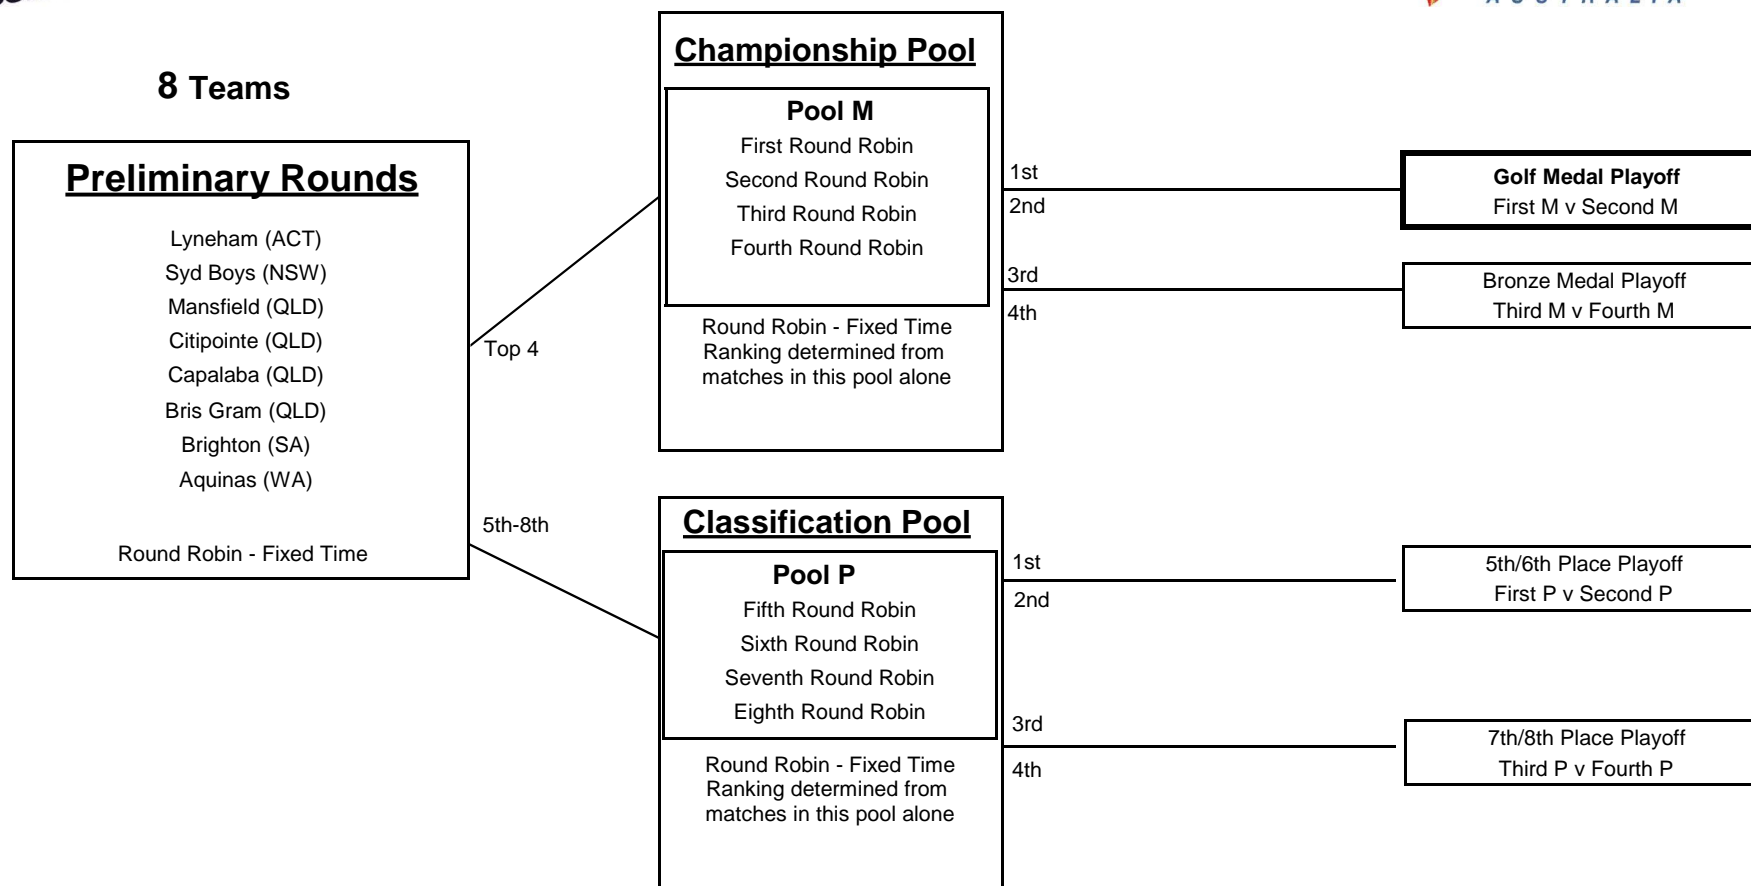 8 Teams
Preliminary Rounds
Lyneham (ACT)
Syd Boys (NSW)
Mansfield (QLD)
Citipointe (QLD)
Capalaba (QLD)
Bris Gram (QLD)
Brighton (SA)
Aquinas (WA)
Round Robin - Fixed Time
Top 4
5th-8th
Championship Pool
Pool M
First Round Robin
Second Round Robin
Third Round Robin
Fourth Round Robin
Round Robin - Fixed Time
Ranking determined from
matches in this pool alone
1st
2nd
3rd
4th
Golf Medal Playoff
First M v Second M
Bronze Medal Playoff
Third M v Fourth M
Classification Pool
Pool P
Fifth Round Robin
Sixth Round Robin
Seventh Round Robin
Eighth Round Robin
Round Robin - Fixed Time
Ranking determined from
matches in this pool alone
1st
2nd
3rd
4th
5th/6th Place Playoff
First P v Second P
7th/8th Place Playoff
Third P v Fourth P